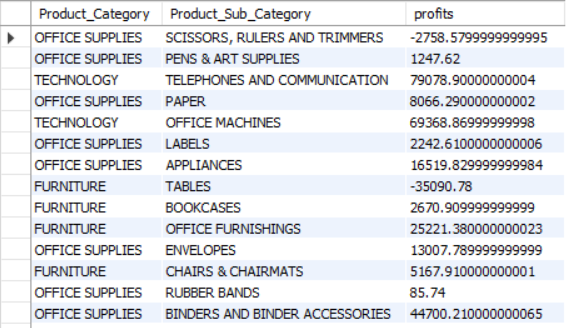 Product_Category Product_Sub_Category profits
OFFICE SUPPLIES SCISSORS, RULERS AND TRIMMERS -2758.5799999999995
OFFICE SUPPLIES PENS & ART SUPPLIES 1247.62
TECHNOLOGY TELEPHONES AND COMMUNICATION 79078.90000000004
OFFICE SUPPLIES PAPER 8066.290000000002
TECHNOLOGY OFFICE MACHINES 69368.86999999998
OFFICE SUPPLIES LABELS 2242.6100000000006
OFFICE SUPPLIES APPLIANCES 16519.829999999984
FURNITURE TABLES -35090.78
FURNITURE BOOKCASES 2670.909999999999
FURNITURE OFFICE FURNISHINGS 25221.380000000023
OFFICE SUPPLIES ENVELOPES 13007.789999999999
FURNITURE CHAIRS & CHAIRMATS 5167.910000000001
OFFICE SUPPLIES RUBBER BANDS 85.74
OFFICE SUPPLIES BINDERS AND BINDER ACCESSORIES 44700.210000000065